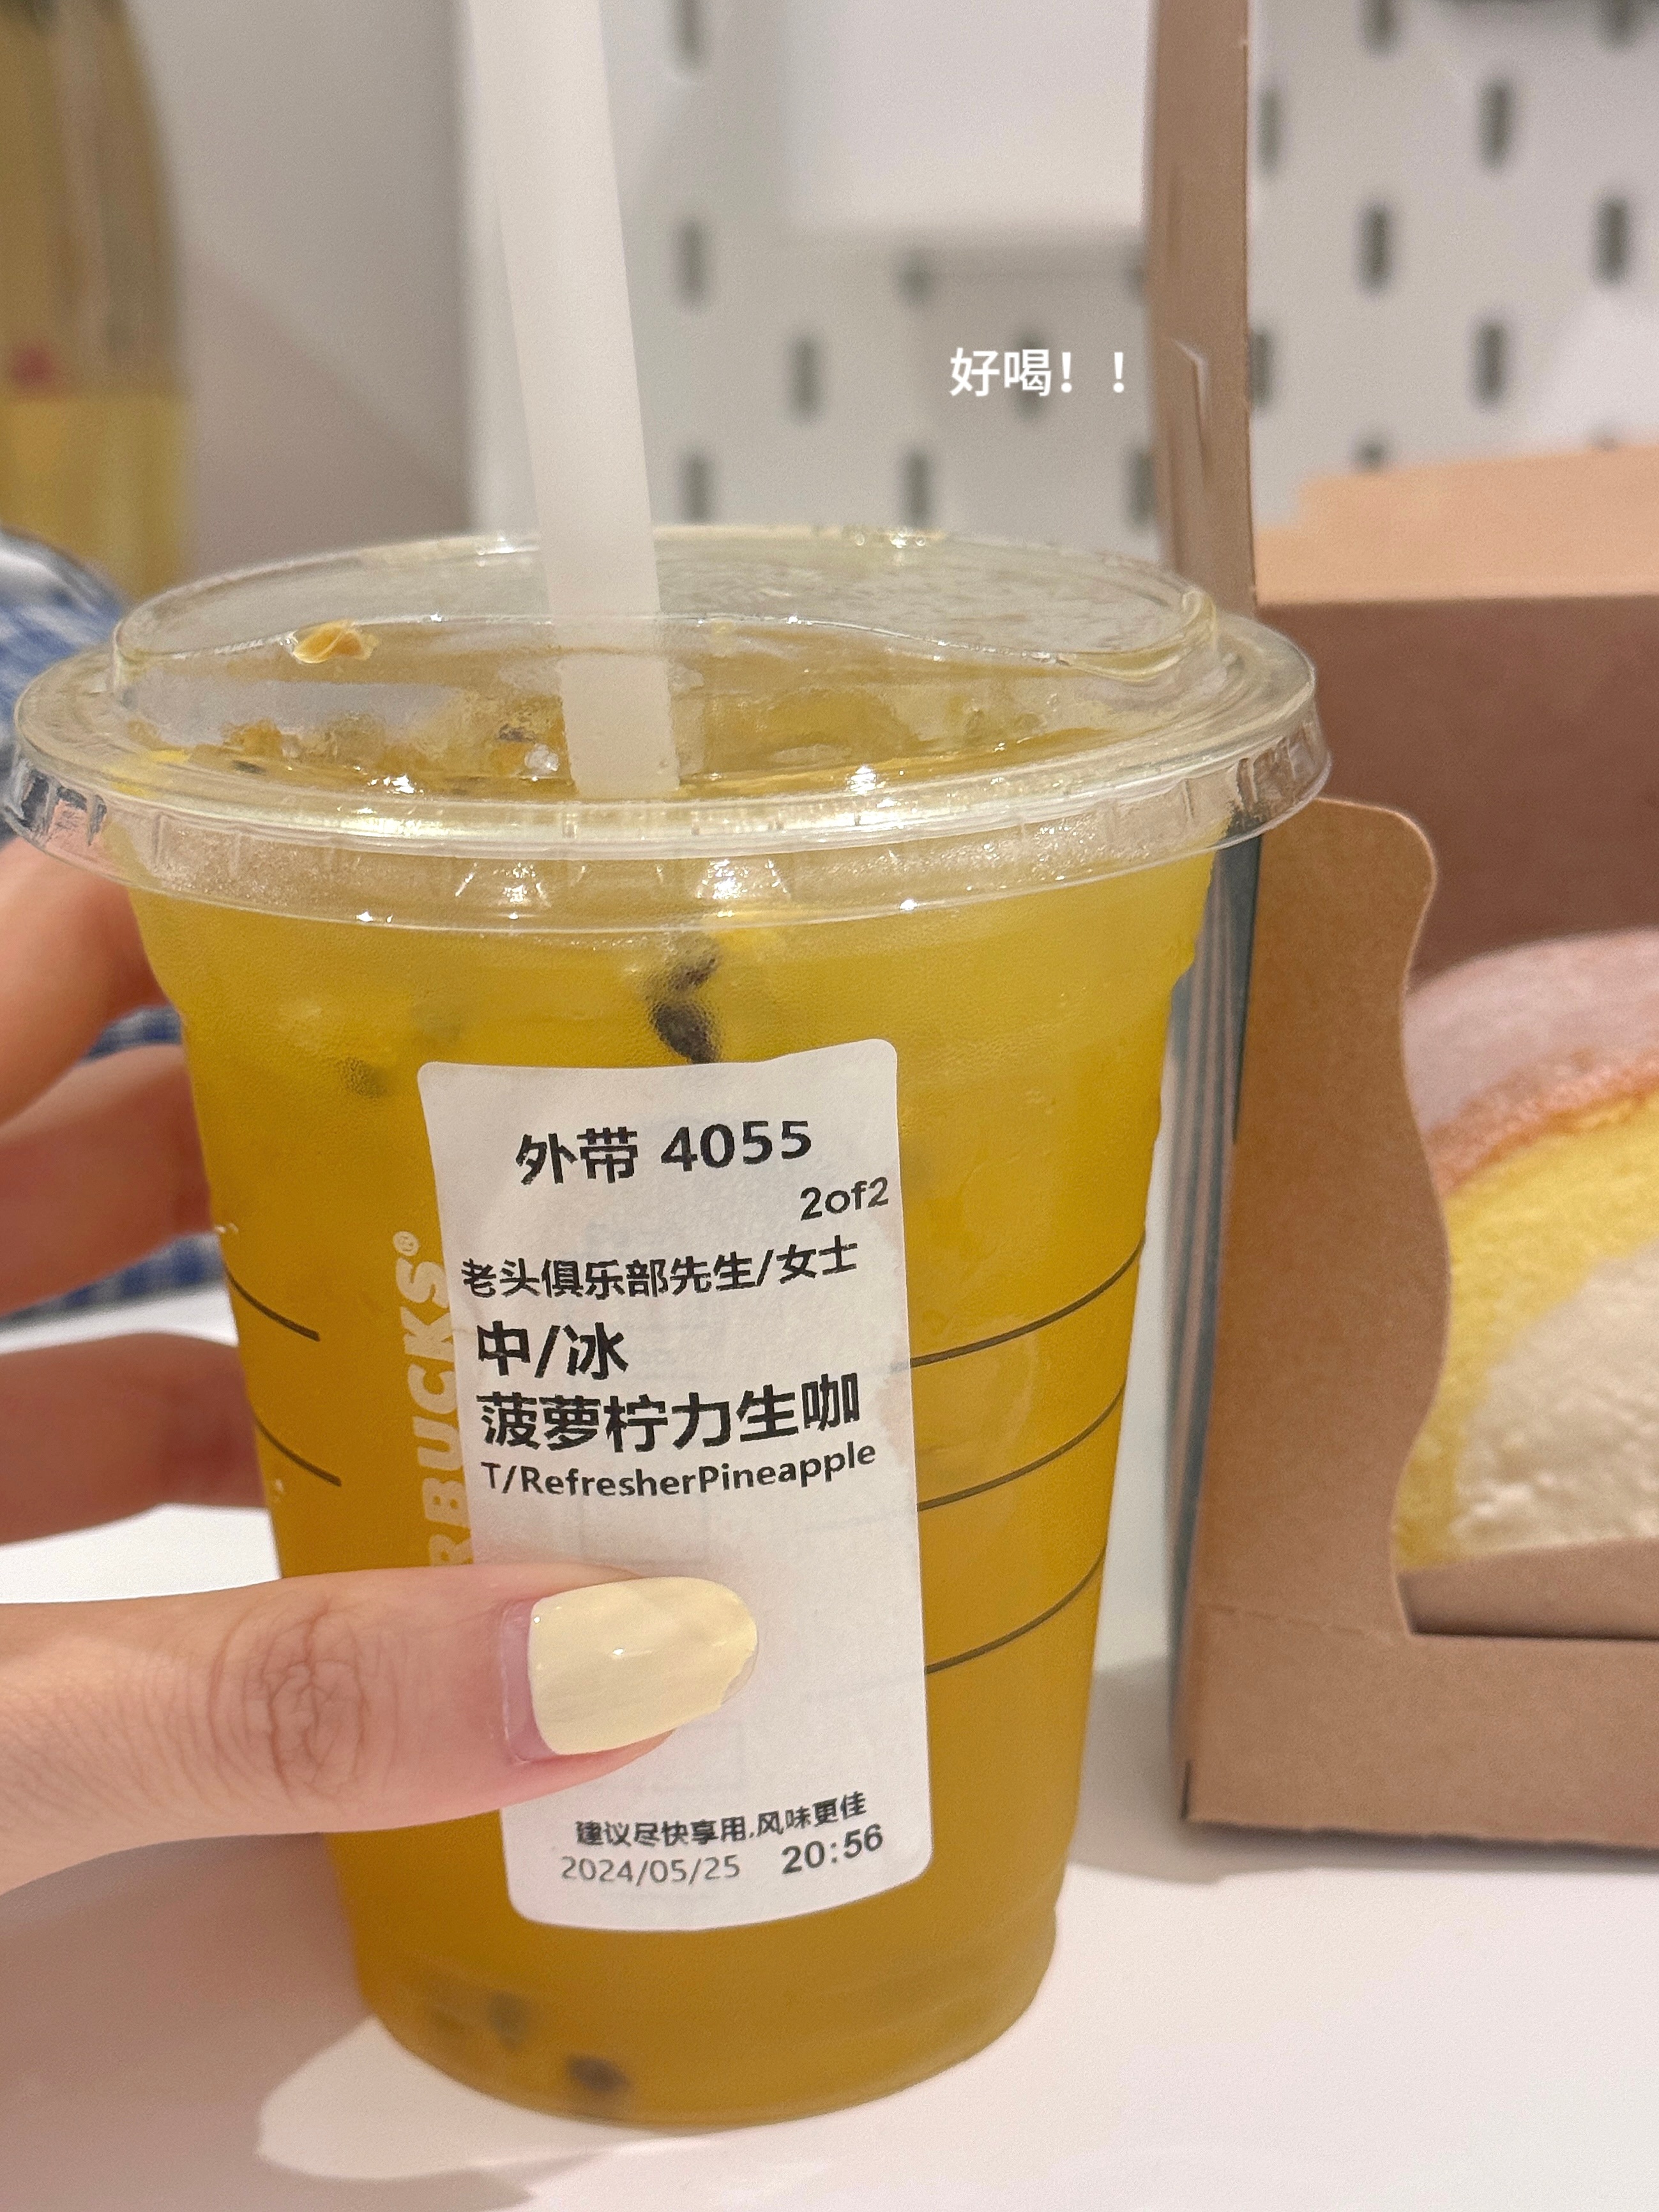 好喝！！
外带 4055
2of2
老头俱乐部先生/女士
中/冰
菠萝柠力生咖
T/RefresherPineapple
RBUCKS®
建议尽快享用,风味更佳
2024/05/25 20:56